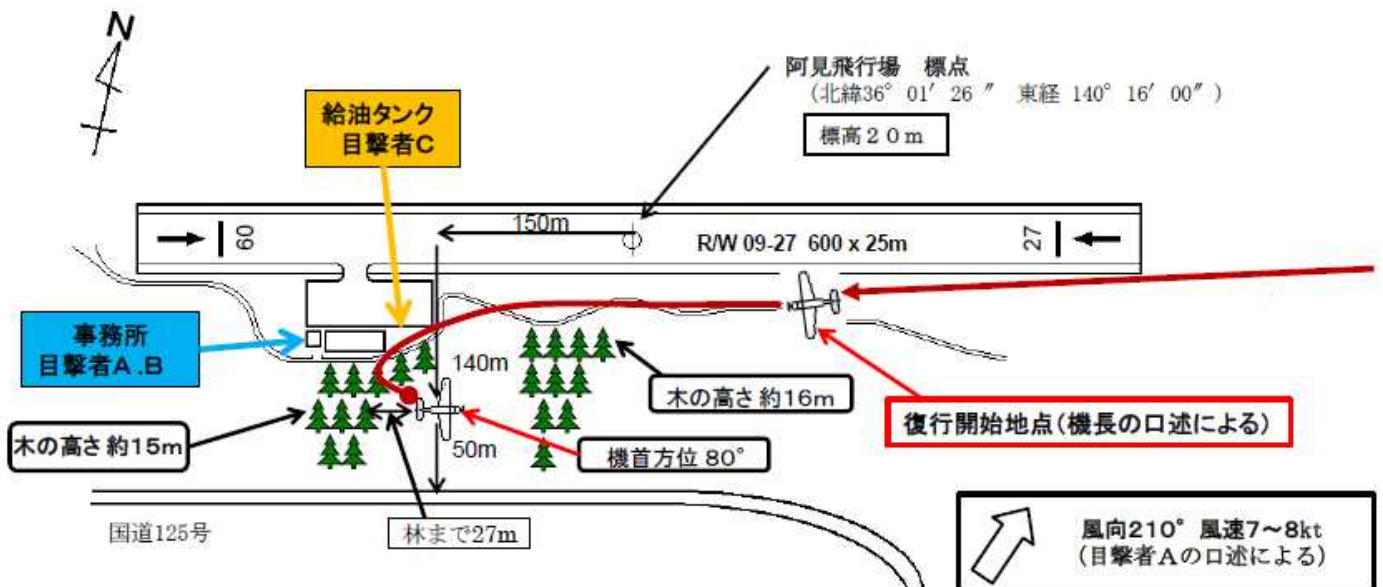 N
阿見飛行場 標点
(北緯36° 01′ 26 ″ 東経 140° 16′ 00″)
標高20m
給油タンク
目撃者C
150m
R/W 09-27 600 x 25m
09
27
事務所
目撃者A.B
140m
木の高さ約16m
復行開始地点(機長の口述による)
木の高さ約15m
50m
機首方位 80°
国道125号
林まで27m
風向210° 風速7～8kt
(目撃者Aの口述による)